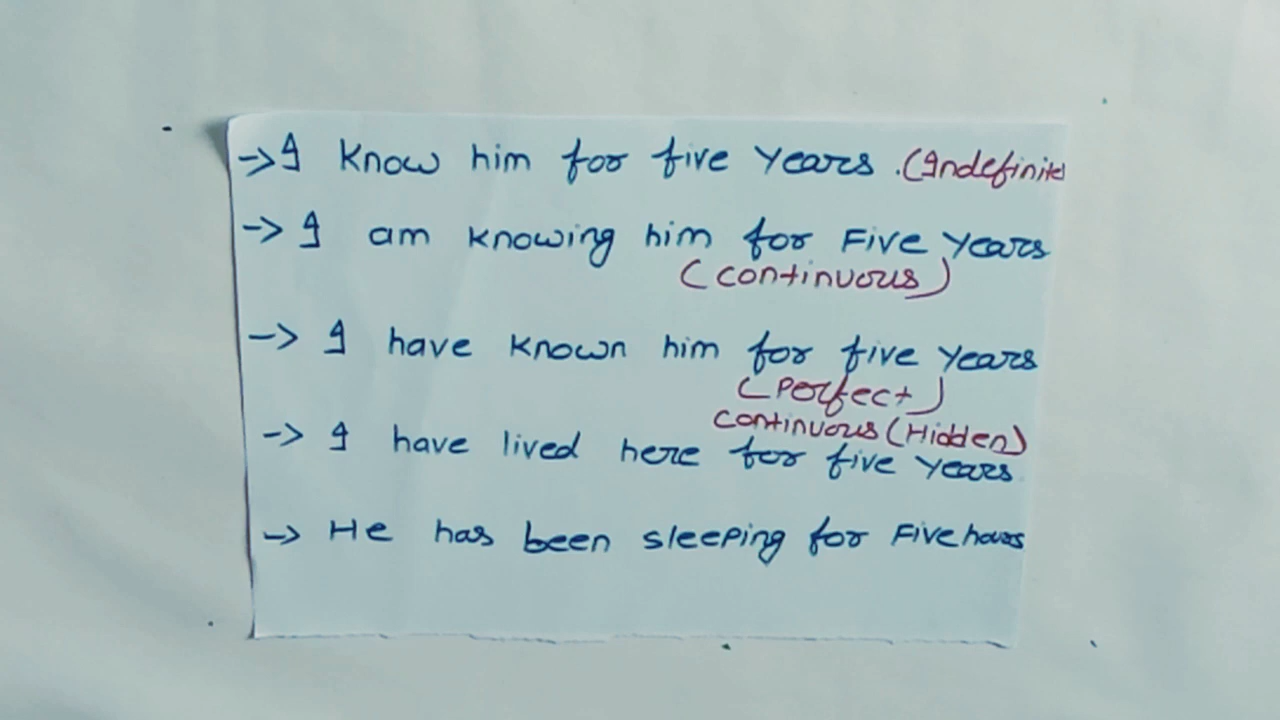 -> I know him for five years. (Indefinite
-> I am knowing him for Five years
(continuous)
-> I have known him for five years
(Perfect)
continuous (Hidden)
-> I have lived here for five years
-> He has been sleeping for Five hours